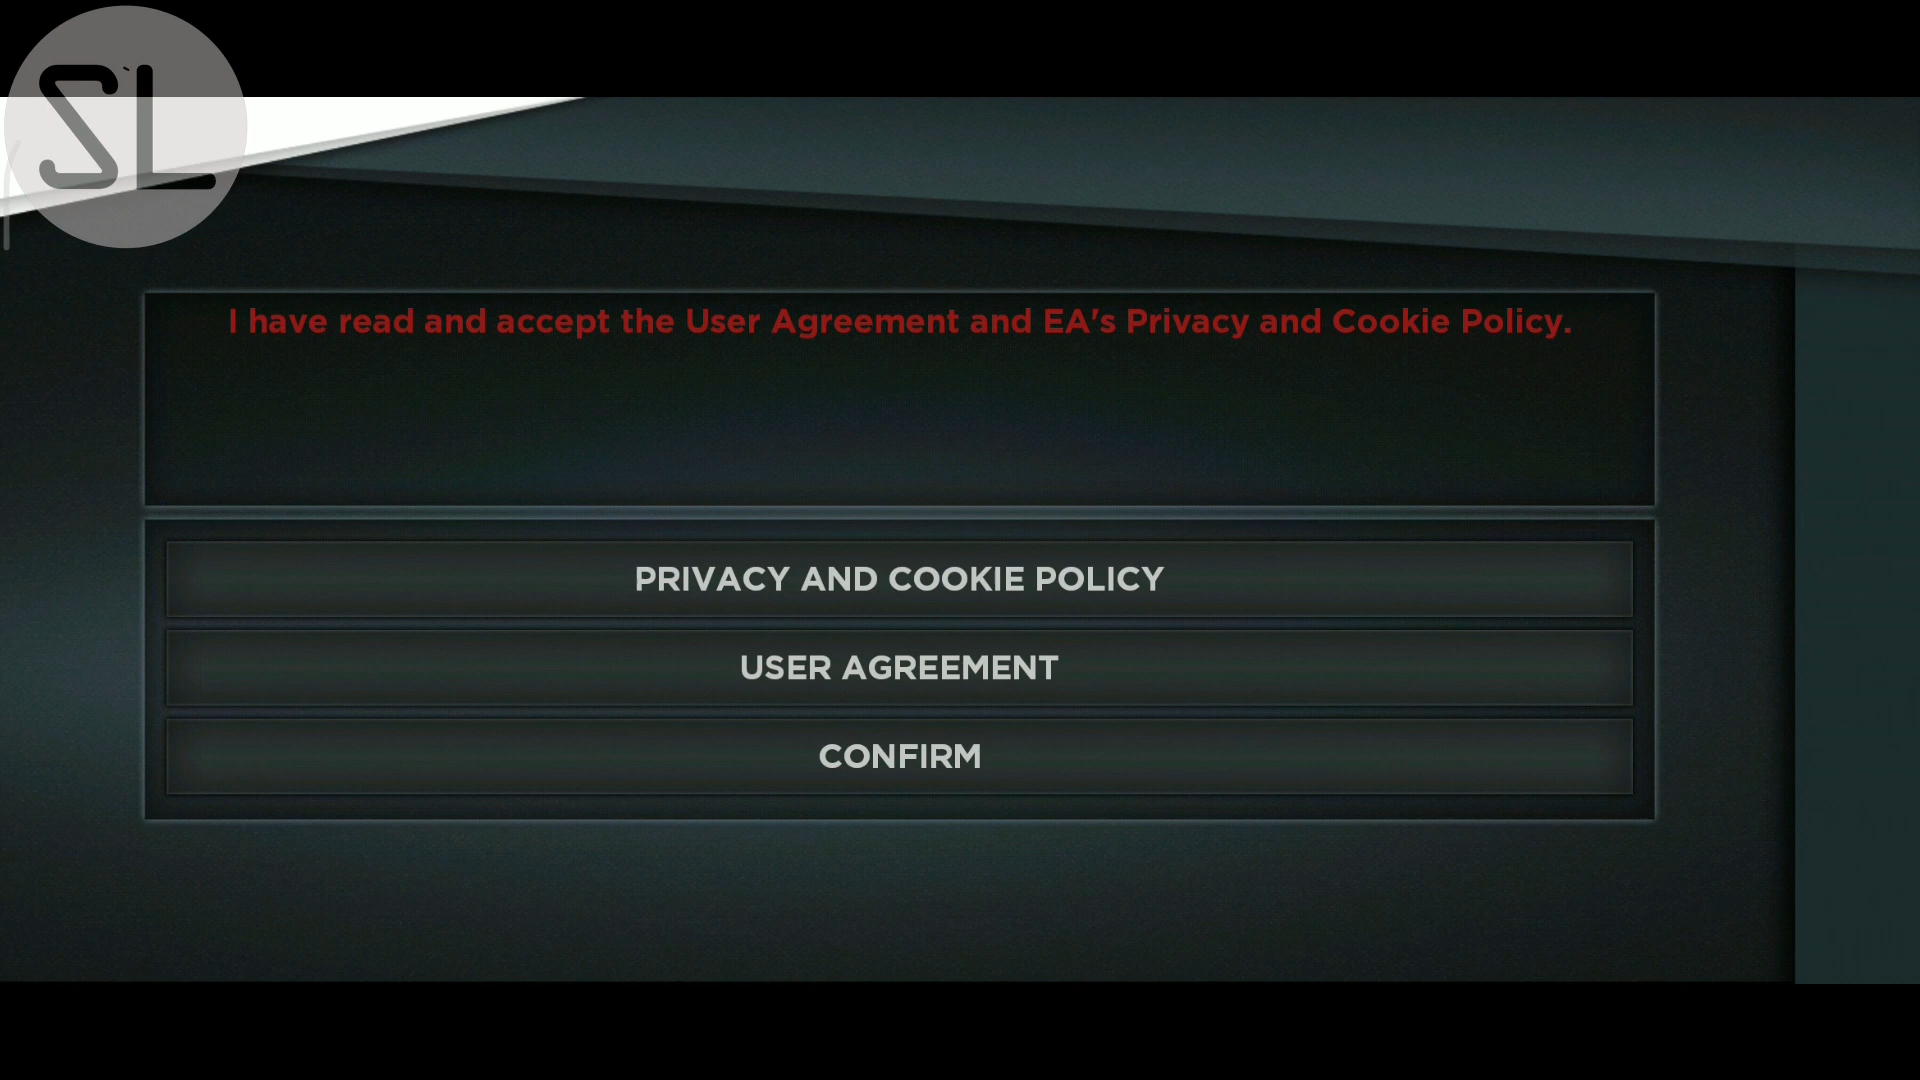 SL
I have read and accept the User Agreement and EA's Privacy and Cookie Policy.
PRIVACY AND COOKIE POLICY
USER AGREEMENT
CONFIRM